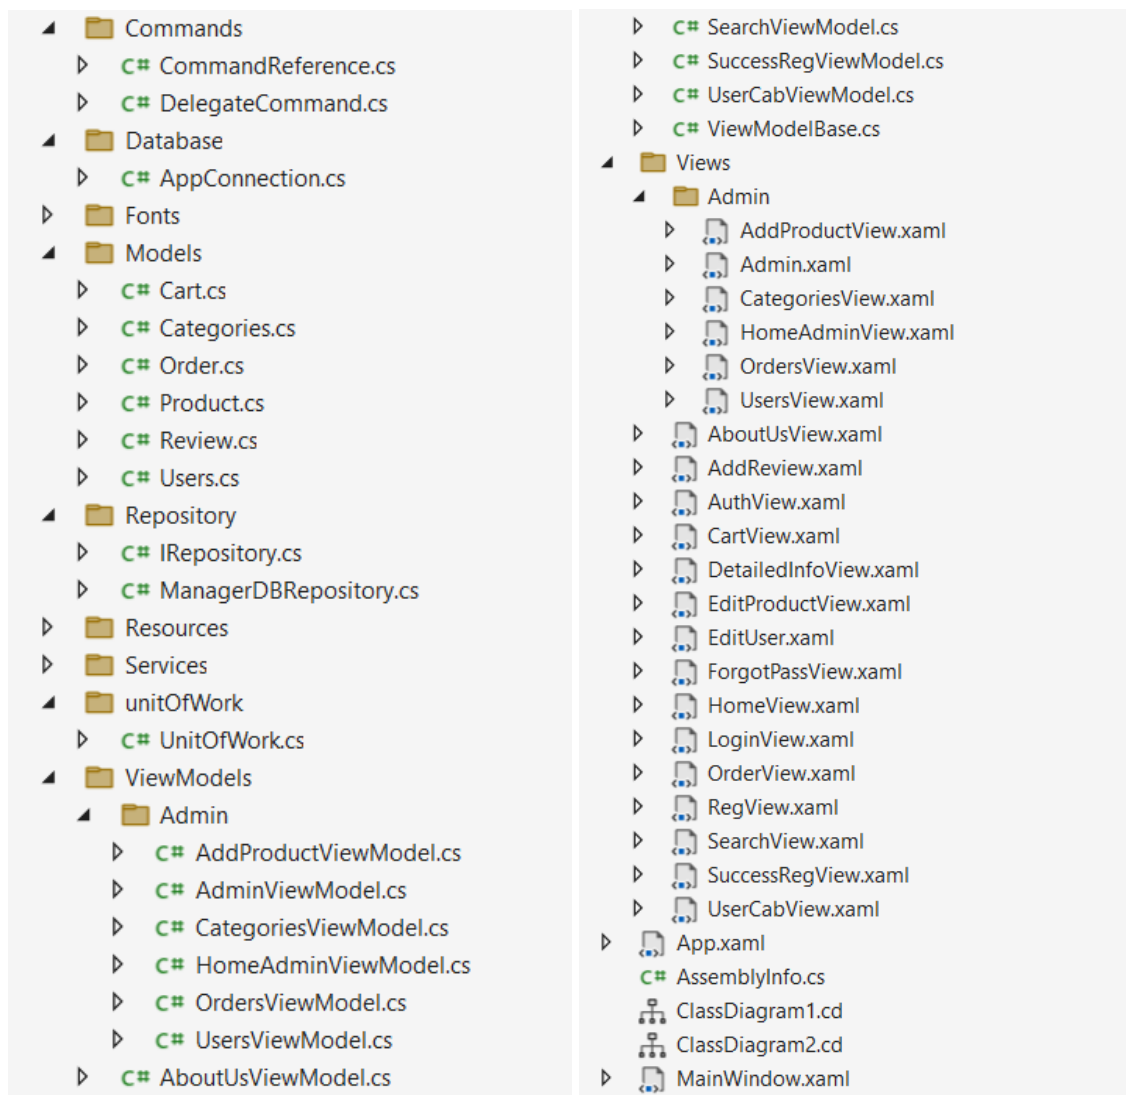 Commands
C# CommandReference.cs
C# DelegateCommand.cs
Database
C# AppConnection.cs
Fonts
Models
C# Cart.cs
C# Categories.cs
C# Order.cs
C# Product.cs
C# Review.cs
C# Users.cs
Repository
C# IRepository.cs
C# ManagerDBRepository.cs
Resources
Services
unitOfWork
C# UnitOfWork.cs
ViewModels
Admin
C# AddProductViewModel.cs
C# AdminViewModel.cs
C# CategoriesViewModel.cs
C# HomeAdminViewModel.cs
C# OrdersViewModel.cs
C# UsersViewModel.cs
C# AboutUsViewModel.cs
C# SearchViewModel.cs
C# SuccessRegViewModel.cs
C# UserCabViewModel.cs
C# ViewModelBase.cs
Views
Admin
AddProductView.xaml
Admin.xaml
CategoriesView.xaml
HomeAdminView.xaml
OrdersView.xaml
UsersView.xaml
AboutUsView.xaml
AddReview.xaml
AuthView.xaml
CartView.xaml
DetailedInfoView.xaml
EditProductView.xaml
EditUser.xaml
ForgotPassView.xaml
HomeView.xaml
LoginView.xaml
OrderView.xaml
RegView.xaml
SearchView.xaml
SuccessRegView.xaml
UserCabView.xaml
App.xaml
C# AssemblyInfo.cs
ClassDiagram1.cd
ClassDiagram2.cd
MainWindow.xaml